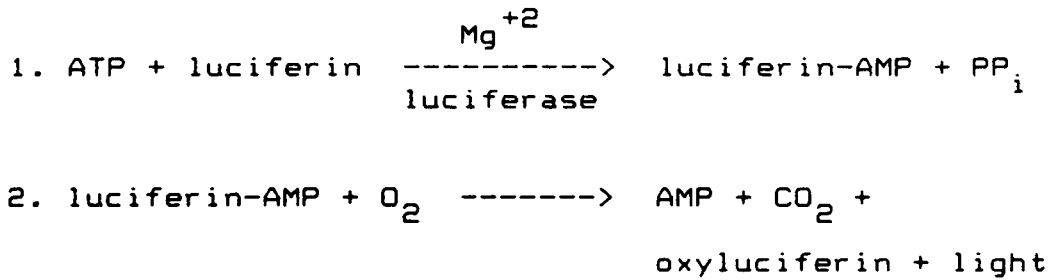 Mg+2
1. ATP + luciferin ----------> luciferin-AMP + PPi
luciferase
2. luciferin-AMP + O2 -------> AMP + CO2 +
oxyluciferin + light